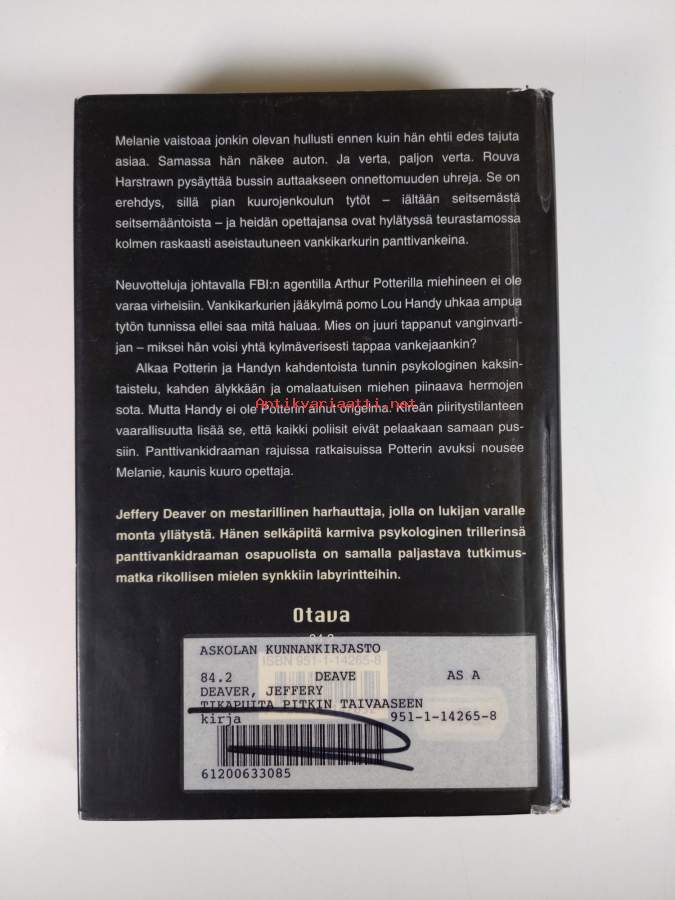 Melanie vaistoaa jonkin olevan hullusti ennen kuin hän ehtii edes tajuta
asiaa. Samassa hän näkee auton. Ja verta, paljon verta. Rouva
Harstrawn pysäyttää bussin auttaakseen onnettomuuden uhreja. Se on
erehdys, sillä pian kuurojenkoulun tytöt – iältään seitsemästä
seitsemääntoista – ja heidän opettajansa ovat hylätyssä teurastamossa
kolmen raskaasti aseistautuneen vankikarkurin panttivankeina.
Neuvotteluja johtavalla FBI:n agentilla Arthur Potterilla miehineen ei ole
varaa virheisiin. Vankikarkurien jääkylmä pomo Lou Handy uhkaa ampua
tytön tunnissa ellei saa mitä haluaa. Mies on juuri tappanut vanginvarti-
jan – miksei hän voisi yhtä kylmäverisesti tappaa vankejaankin?
Alkaa Potterin ja Handyn kahdentoista tunnin psykologinen kaksin-
taistelu, kahden älykkään ja omalaatuisen miehen piinaava hermojen
sota. Mutta Handy ei ole Potterin ainut ongelma. Kireän piiritystilanteen
Antikvariaatti.net
vaarallisuutta lisää se, että kaikki poliisit eivät pelaakaan samaan pus-
siin. Panttivankidraaman rajuissa ratkaisuissa Potterin avuksi nousee
Melanie, kaunis kuuro opettaja.
Jeffery Deaver on mestarillinen harhauttaja, jolla on lukijan varalle
monta yllätystä. Hänen selkäpiitä karmiva psykologinen trillerinsä
panttivankidraaman osapuolista on samalla paljastava tutkimus-
matka rikollisen mielen synkkiin labyrintteihin.
Otava
84.2
ASKOLAN KUNNANKIRJASTO
ISBN 951-1-14265-8
84.2 DEAVE AS A
DEAVER, JEFFERY
TIKAPUITA PITKIN TAIVAASEEN
kirja 951-1-14265-8
61200633085